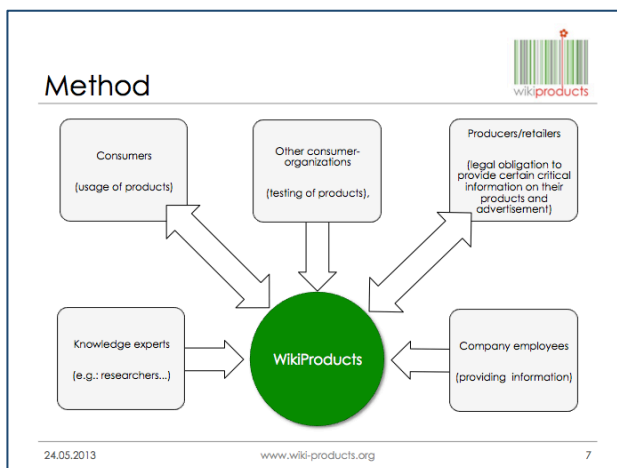 Method
wikiproducts
Consumers
(usage of products)
Other consumer-
organizations
(testing of products),
Producers/retailers
(legal obligation to
provide certain critical
information on their
products and
advertisement)
Knowledge experts
(e.g.: researchers...)
WikiProducts
Company employees
(providing information)
24.05.2013
www.wiki-products.org
7